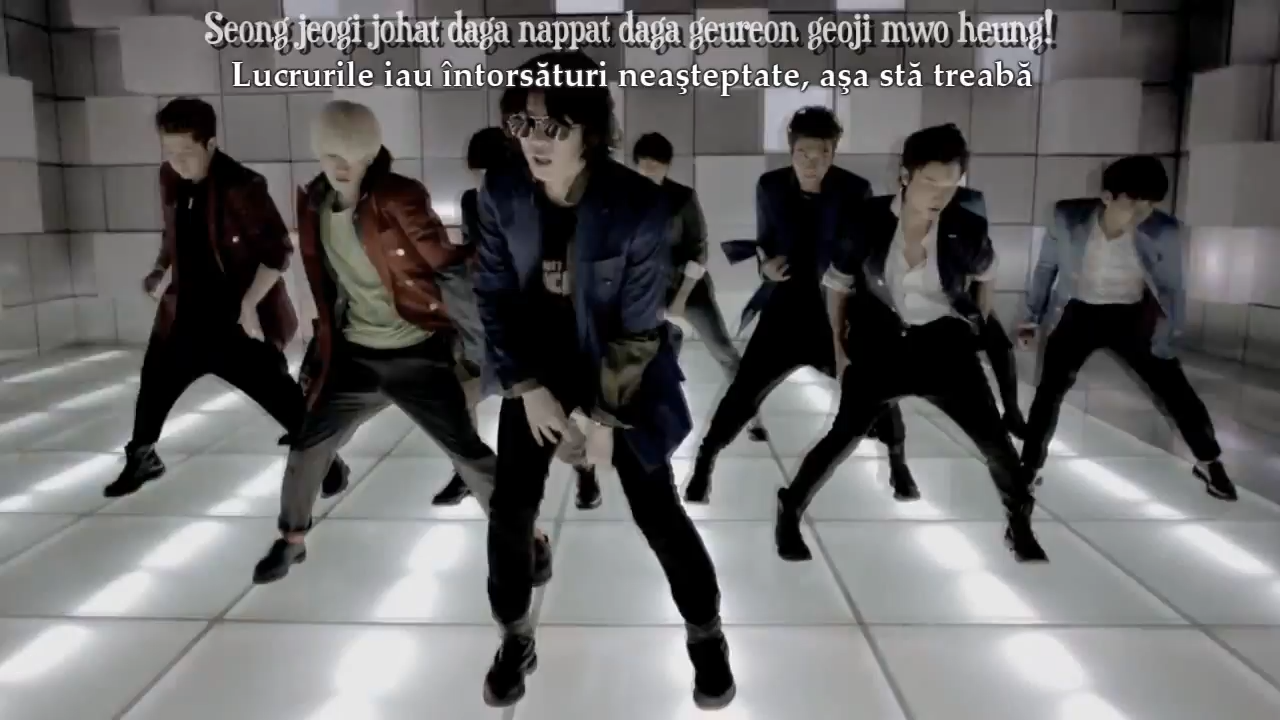 Seong jeogi johat daga nappat daga geureon geoji mwo heung!
Lucrurile iau întorsături neaşteptate, aşa stă treabă